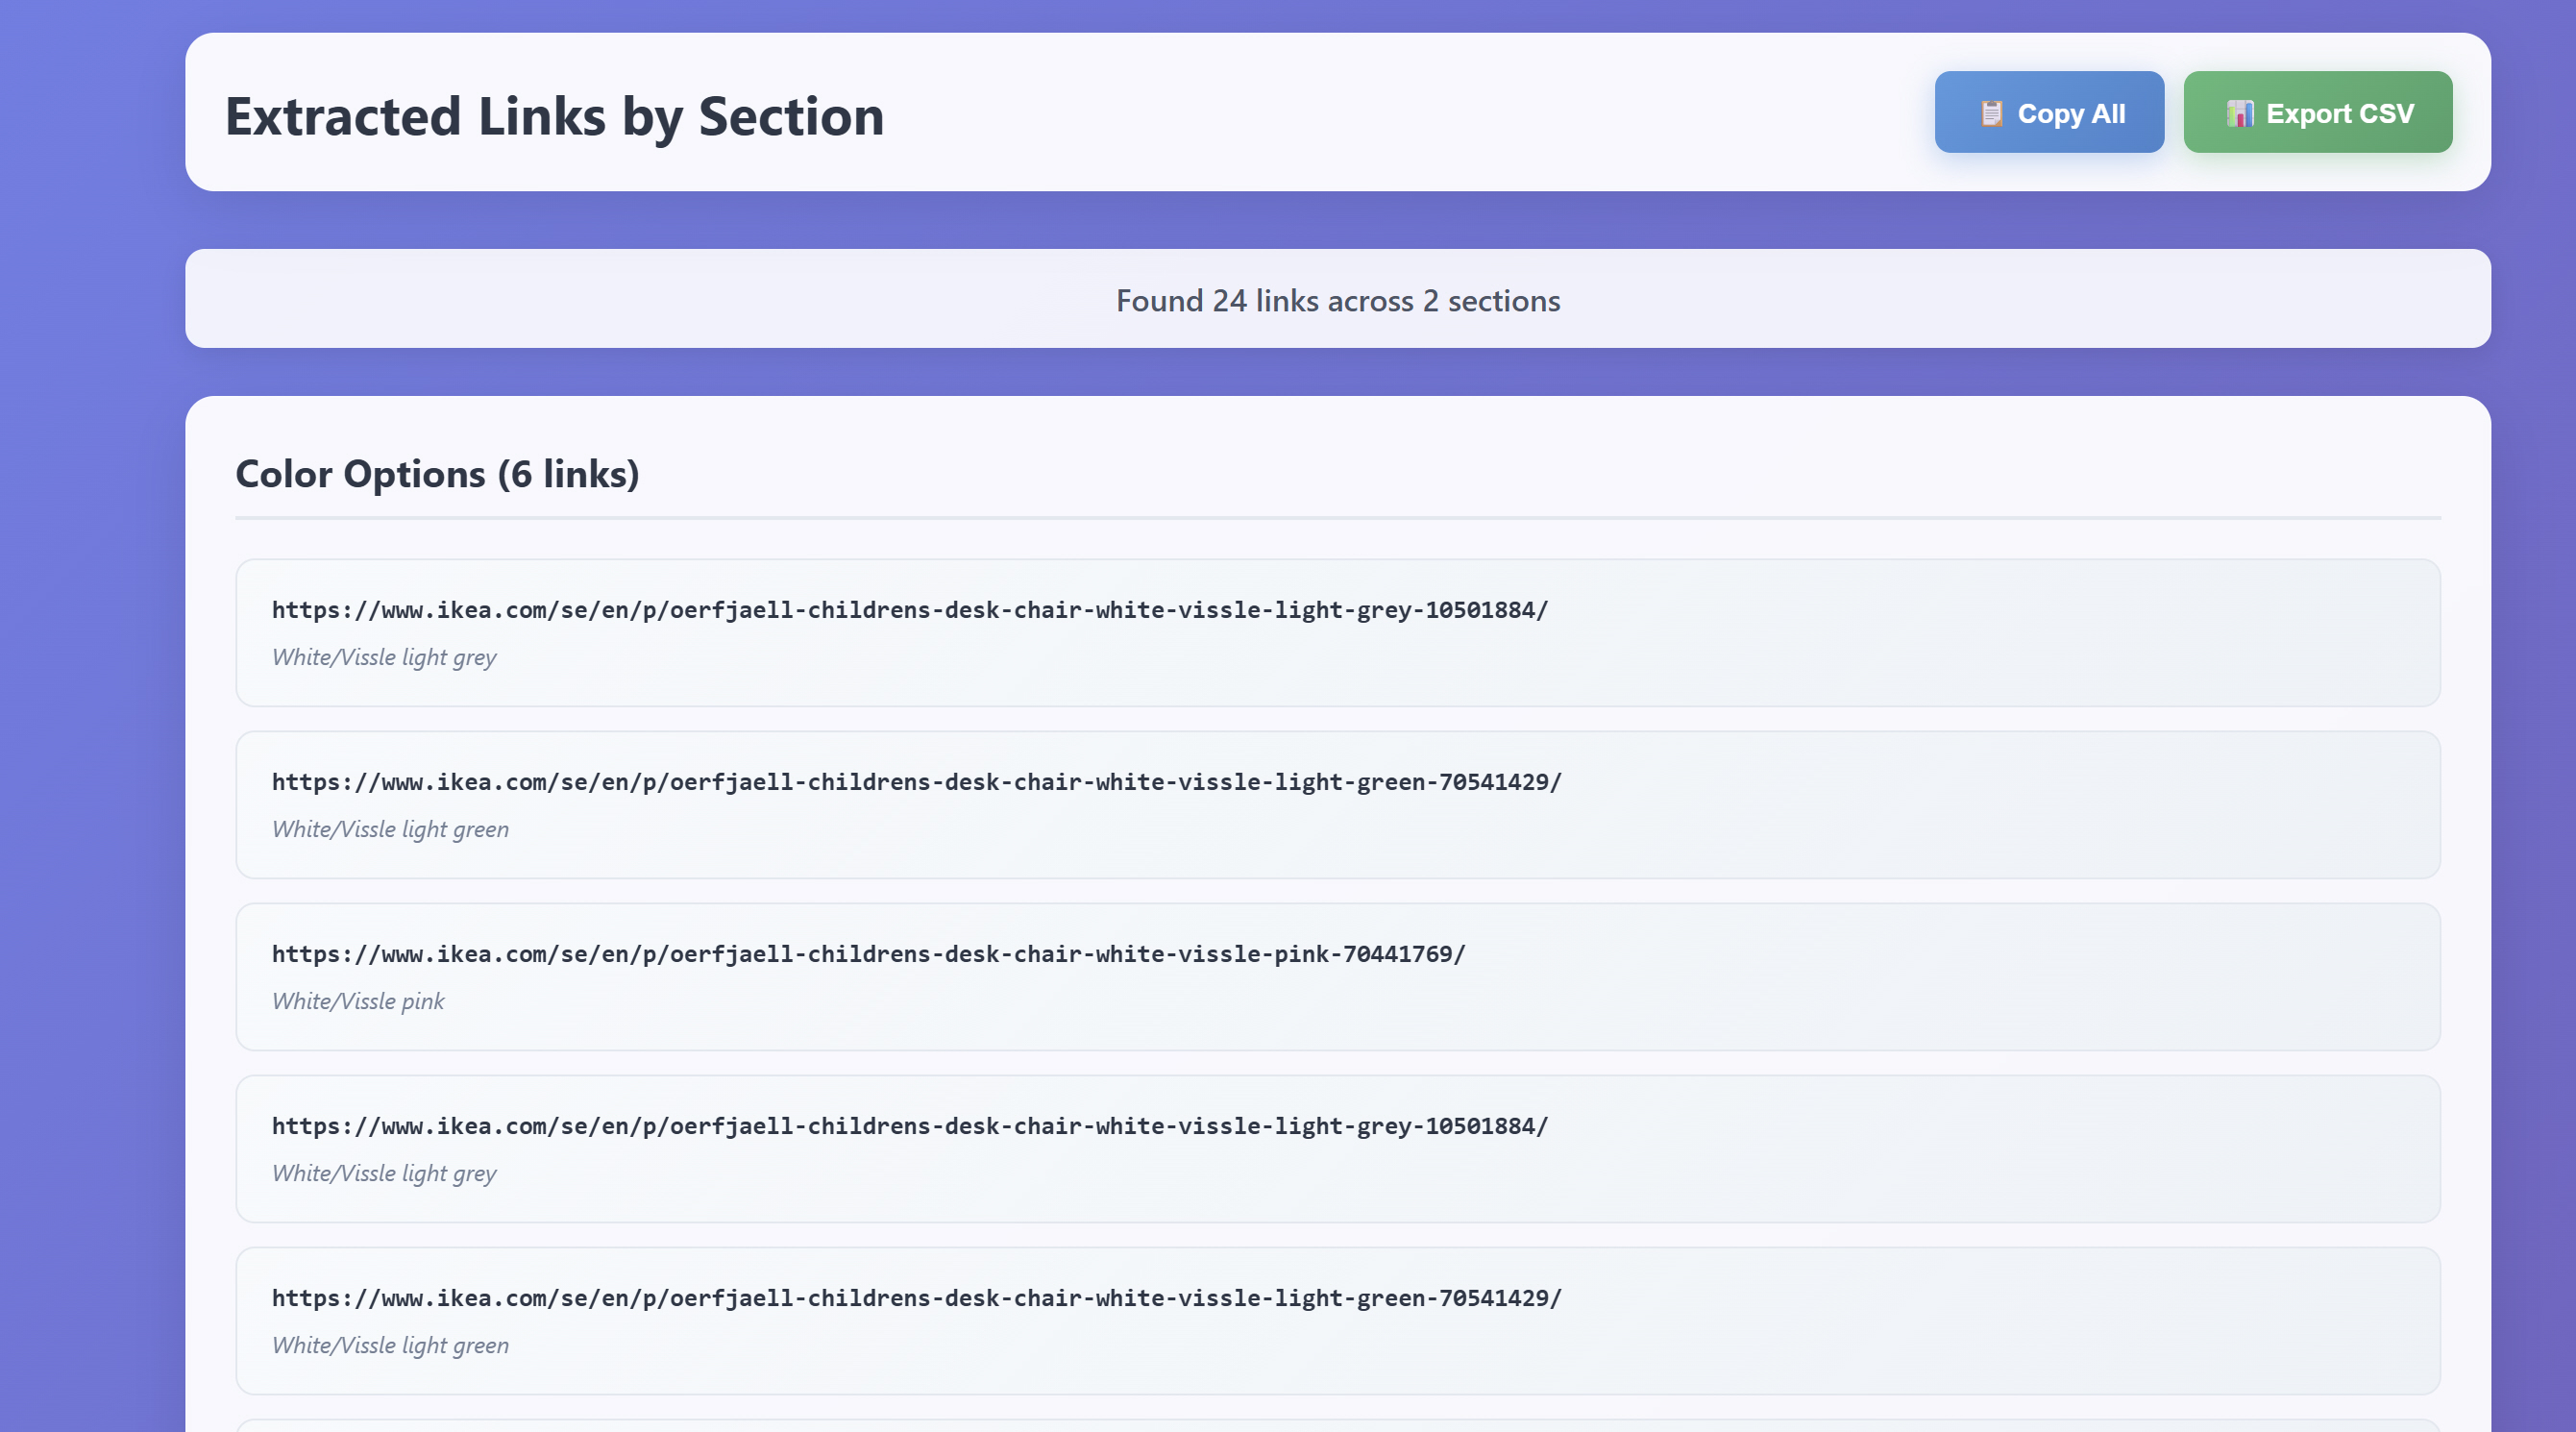 Extracted Links by Section
📋 Copy All
📊 Export CSV
Found 24 links across 2 sections
Color Options (6 links)
https://www.ikea.com/se/en/p/oerfjaell-childrens-desk-chair-white-vissle-light-grey-10501884/
White/Vissle light grey
https://www.ikea.com/se/en/p/oerfjaell-childrens-desk-chair-white-vissle-light-green-70541429/
White/Vissle light green
https://www.ikea.com/se/en/p/oerfjaell-childrens-desk-chair-white-vissle-pink-70441769/
White/Vissle pink
https://www.ikea.com/se/en/p/oerfjaell-childrens-desk-chair-white-vissle-light-grey-10501884/
White/Vissle light grey
https://www.ikea.com/se/en/p/oerfjaell-childrens-desk-chair-white-vissle-light-green-70541429/
White/Vissle light green